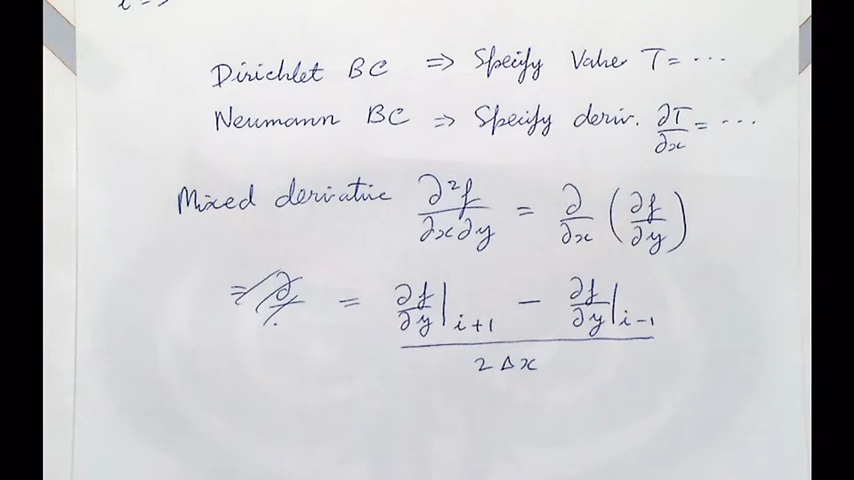 Dirichlet BC ⇒ Specify Value T = ...
Neumann BC ⇒ Specify deriv. ∂T/∂x = ...
Mixed derivative ∂²f/∂x∂y = ∂/∂x (∂f/∂y)
= (∂f/∂y|i+1 − ∂f/∂y|i−1) / 2Δx